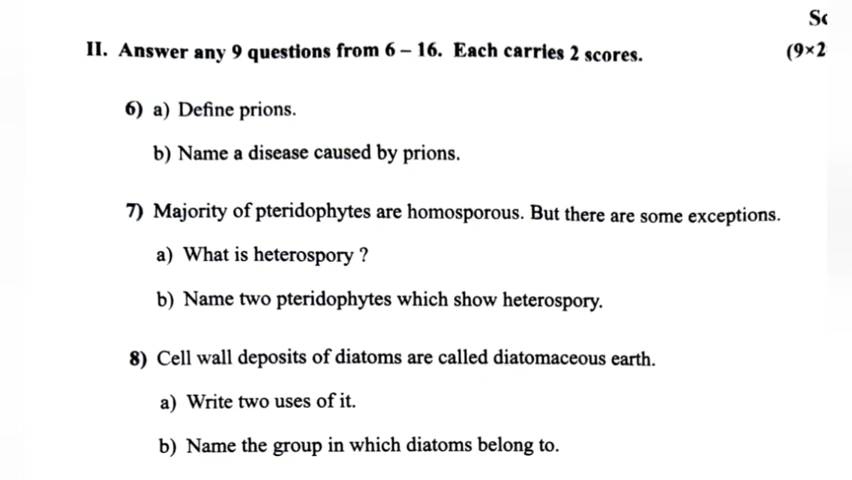 Sc
II. Answer any 9 questions from 6 – 16. Each carries 2 scores. (9×2
6) a) Define prions.
b) Name a disease caused by prions.
7) Majority of pteridophytes are homosporous. But there are some exceptions.
a) What is heterospory ?
b) Name two pteridophytes which show heterospory.
8) Cell wall deposits of diatoms are called diatomaceous earth.
a) Write two uses of it.
b) Name the group in which diatoms belong to.